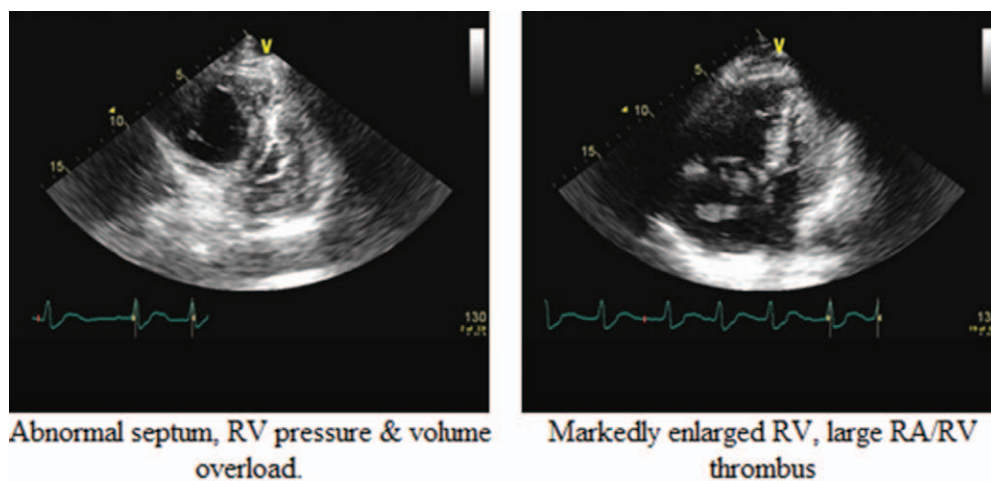 V
5
10
15
130
Abnormal septum, RV pressure & volume
overload.
V
5
10
15
13
Markedly enlarged RV, large RA/RV
thrombus